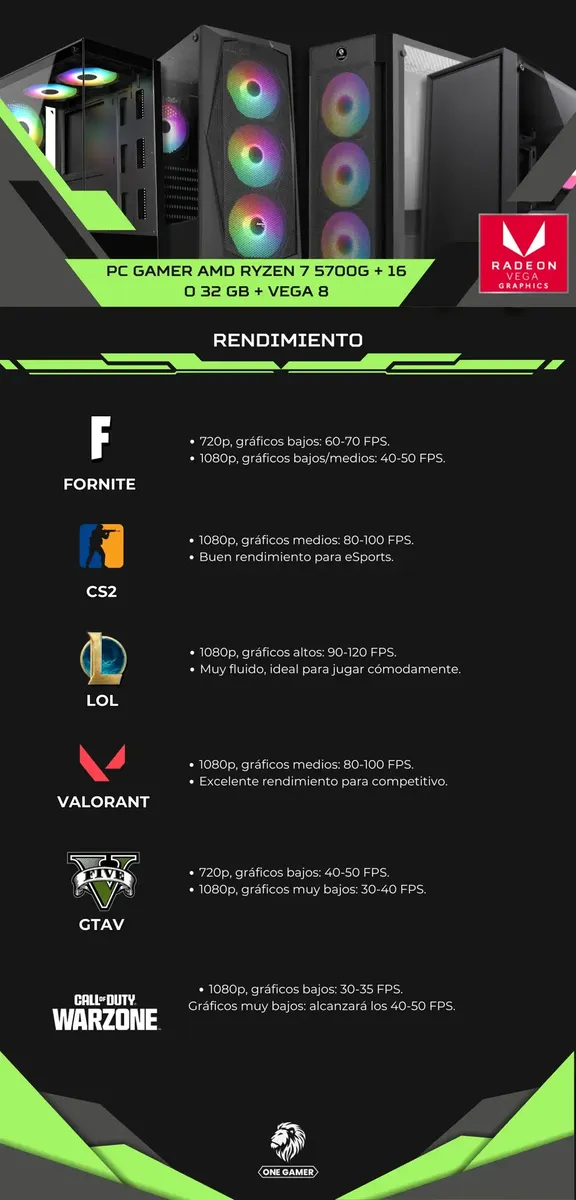 RADEON
VEGA
GRAPHICS
PC GAMER AMD RYZEN 7 5700G + 16
O 32 GB + VEGA 8
RENDIMIENTO
F
FORNITE
• 720p, gráficos bajos: 60-70 FPS.
• 1080p, gráficos bajos/medios: 40-50 FPS.
CS2
• 1080p, gráficos medios: 80-100 FPS.
• Buen rendimiento para eSports.
L
LOL
• 1080p, gráficos altos: 90-120 FPS.
• Muy fluido, ideal para jugar cómodamente.
VALORANT
• 1080p, gráficos medios: 80-100 FPS.
• Excelente rendimiento para competitivo.
V
FIVE
GTAV
• 720p, gráficos bajos: 40-50 FPS.
• 1080p, gráficos muy bajos: 30-40 FPS.
CALL OF DUTY
WARZONE
• 1080p, gráficos bajos: 30-35 FPS.
Gráficos muy bajos: alcanzará los 40-50 FPS.
ONE GAMER